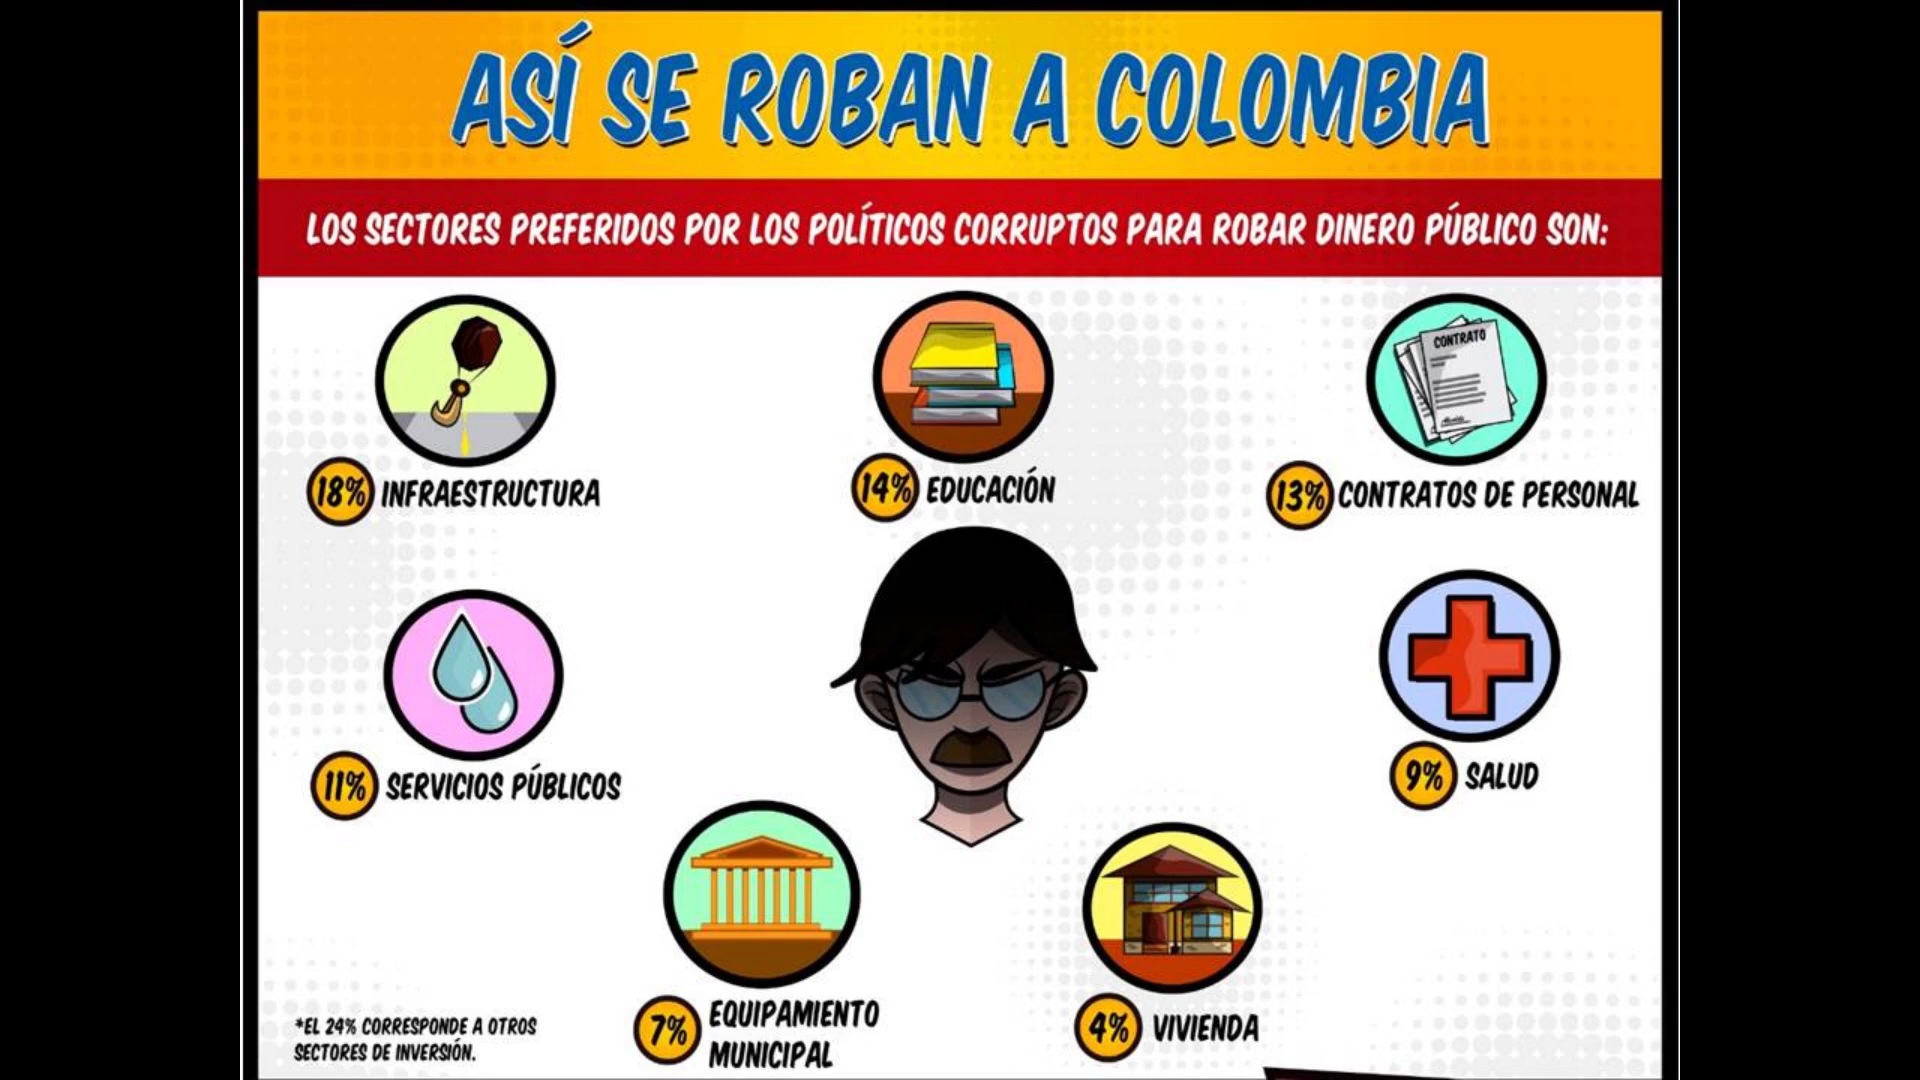 ASÍ SE ROBAN A COLOMBIA
LOS SECTORES PREFERIDOS POR LOS POLÍTICOS CORRUPTOS PARA ROBAR DINERO PÚBLICO SON:
CONTRATO
18% INFRAESTRUCTURA
14% EDUCACIÓN
13% CONTRATOS DE PERSONAL
11% SERVICIOS PÚBLICOS
9% SALUD
7% EQUIPAMIENTO
MUNICIPAL
4% VIVIENDA
*EL 24% CORRESPONDE A OTROS
SECTORES DE INVERSIÓN.